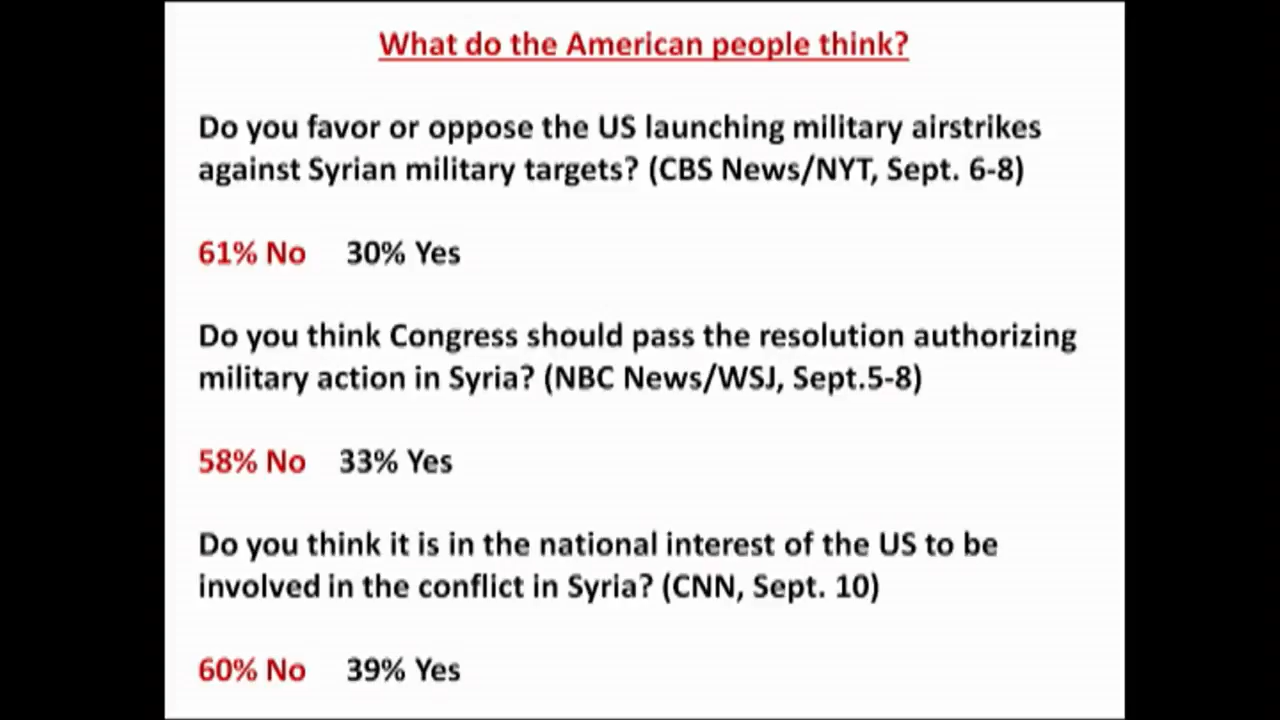 What do the American people think?
Do you favor or oppose the US launching military airstrikes
against Syrian military targets? (CBS News/NYT, Sept. 6-8)
61% No 30% Yes
Do you think Congress should pass the resolution authorizing
military action in Syria? (NBC News/WSJ, Sept.5-8)
58% No 33% Yes
Do you think it is in the national interest of the US to be
involved in the conflict in Syria? (CNN, Sept. 10)
60% No 39% Yes